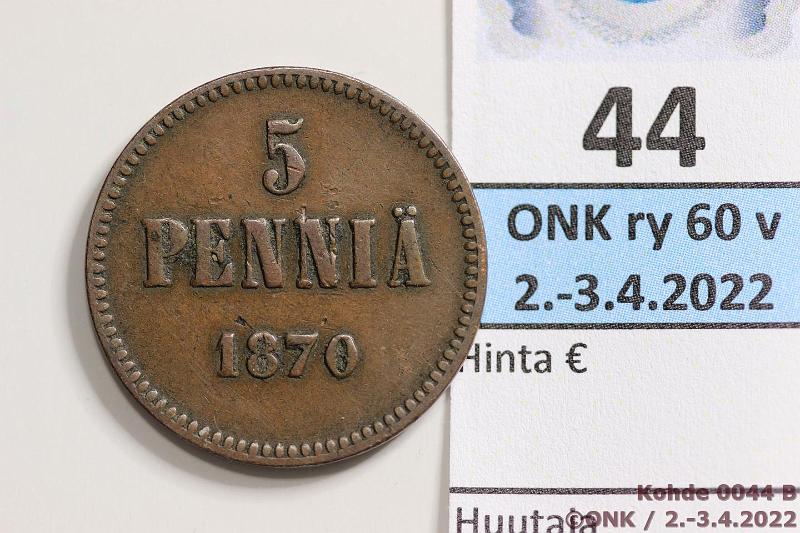 5
PENNIÄ
1870
44
ONK ry 60 v
2.-3.4.2022
Hinta €
Huutaja
Kohde 0044 B
©ONK / 2.-3.4.2022